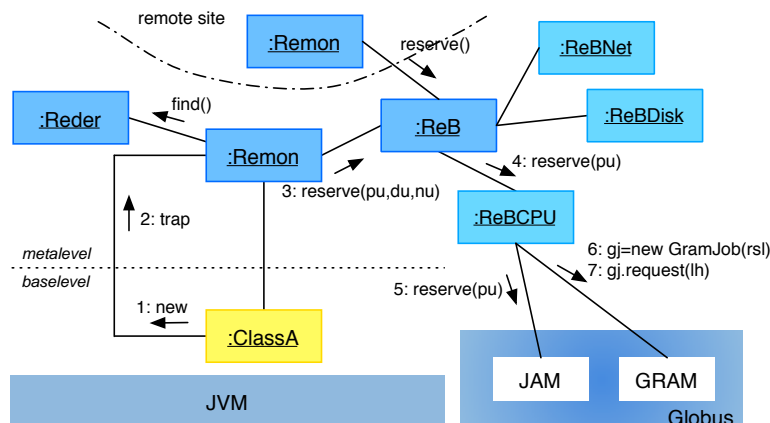 remote site
:Remon
reserve()
:ReBNet
find()
:Reder
:ReB
:ReBDisk
:Remon
4: reserve(pu)
3: reserve(pu,du,nu)
2: trap
:ReBCPU
metalevel
baselevel
6: gj=new GramJob(rsl)
7: gj.request(lh)
5: reserve(pu)
1: new
:ClassA
JAM
GRAM
JVM
Globus